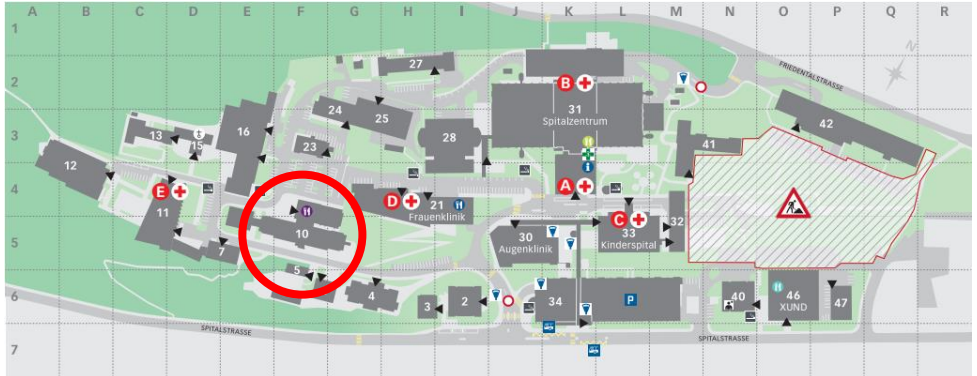 A B C D E F G H I J K L M N O P Q R
1
2
3
4
5
6
7
N
FRIEDENTALSTRASSE
27
B
31
Spitalzentrum
24
25
42
13
15
16
28
41
23
12
E
11
D
21
Frauenklinik
A
i
C
33
Kinderspital
32
10
7
30
Augenklinik
5
4
3
2
34
P
40
46
XUND
47
SPITALSTRASSE
SPITALSTRASSE